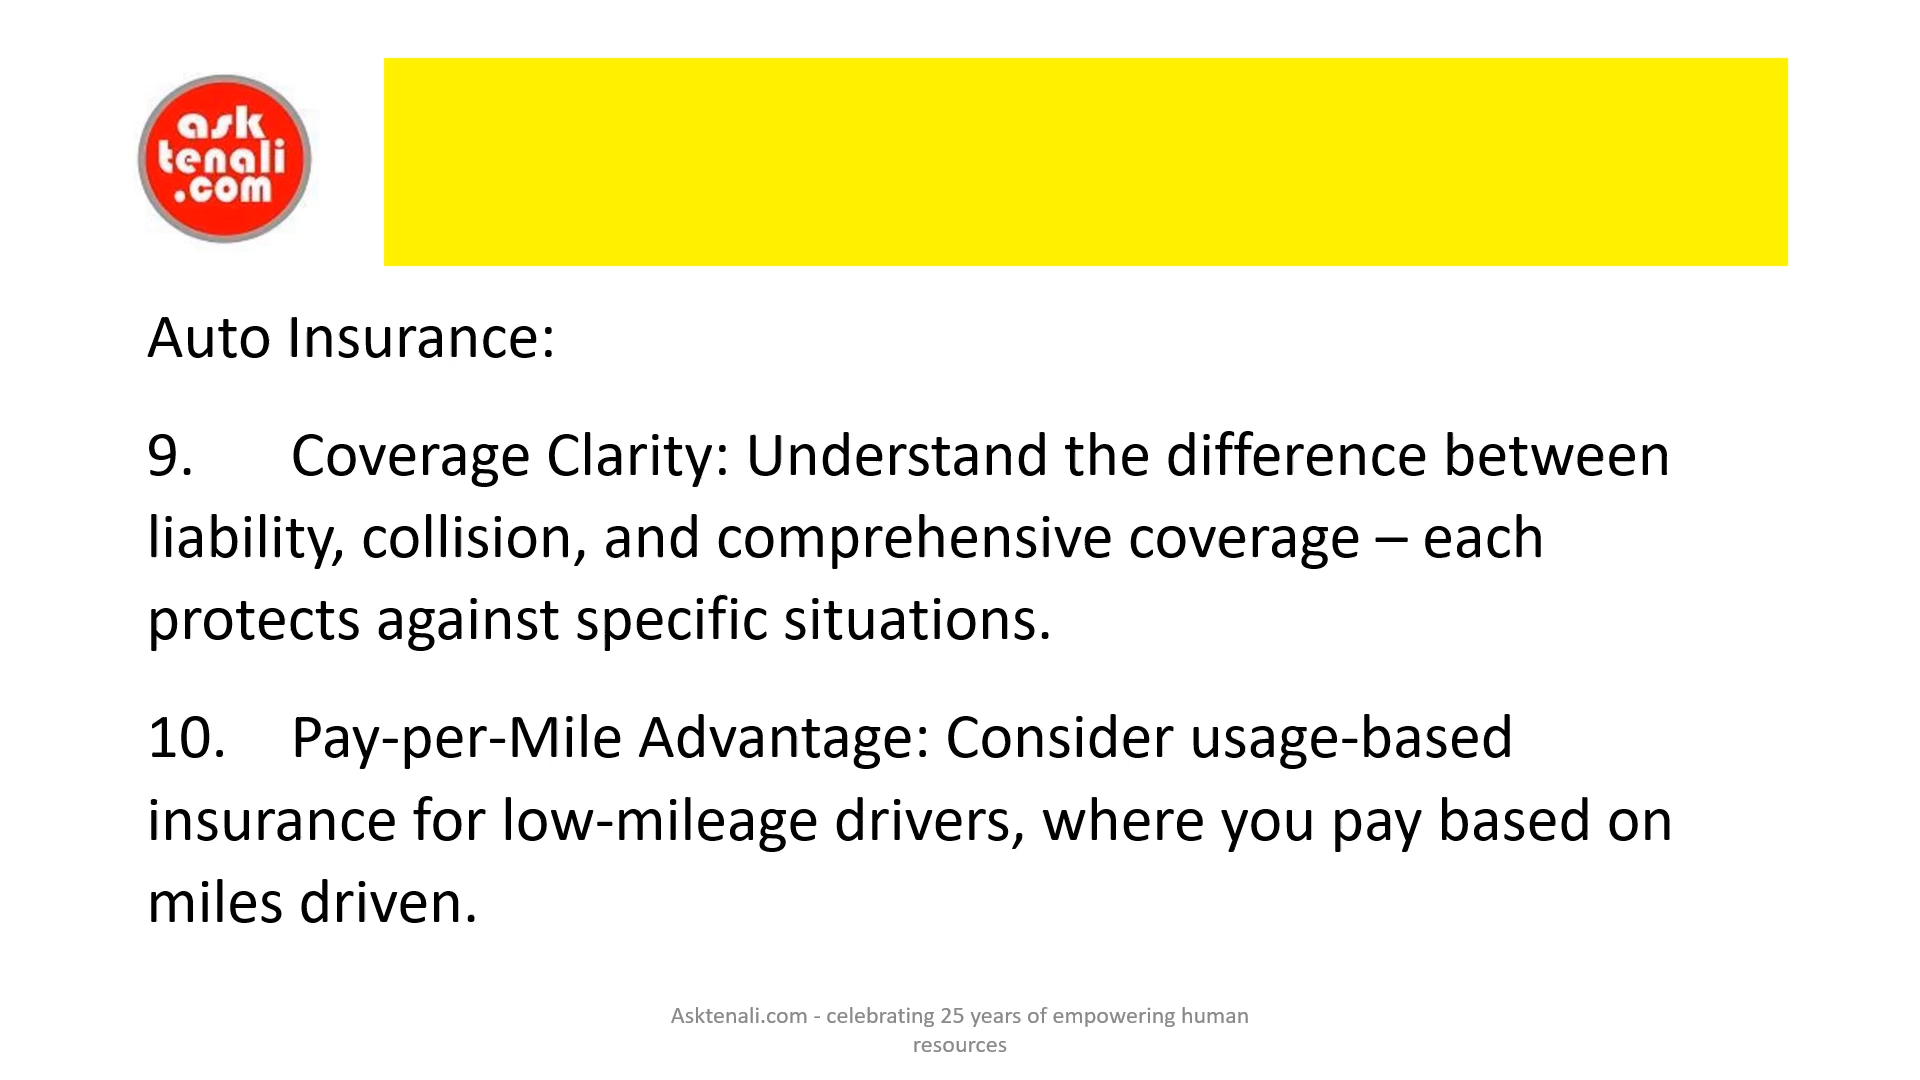 ask
tenali
.com
Auto Insurance:
9. Coverage Clarity: Understand the difference between
liability, collision, and comprehensive coverage – each
protects against specific situations.
10. Pay-per-Mile Advantage: Consider usage-based
insurance for low-mileage drivers, where you pay based on
miles driven.
Asktenali.com - celebrating 25 years of empowering human
resources